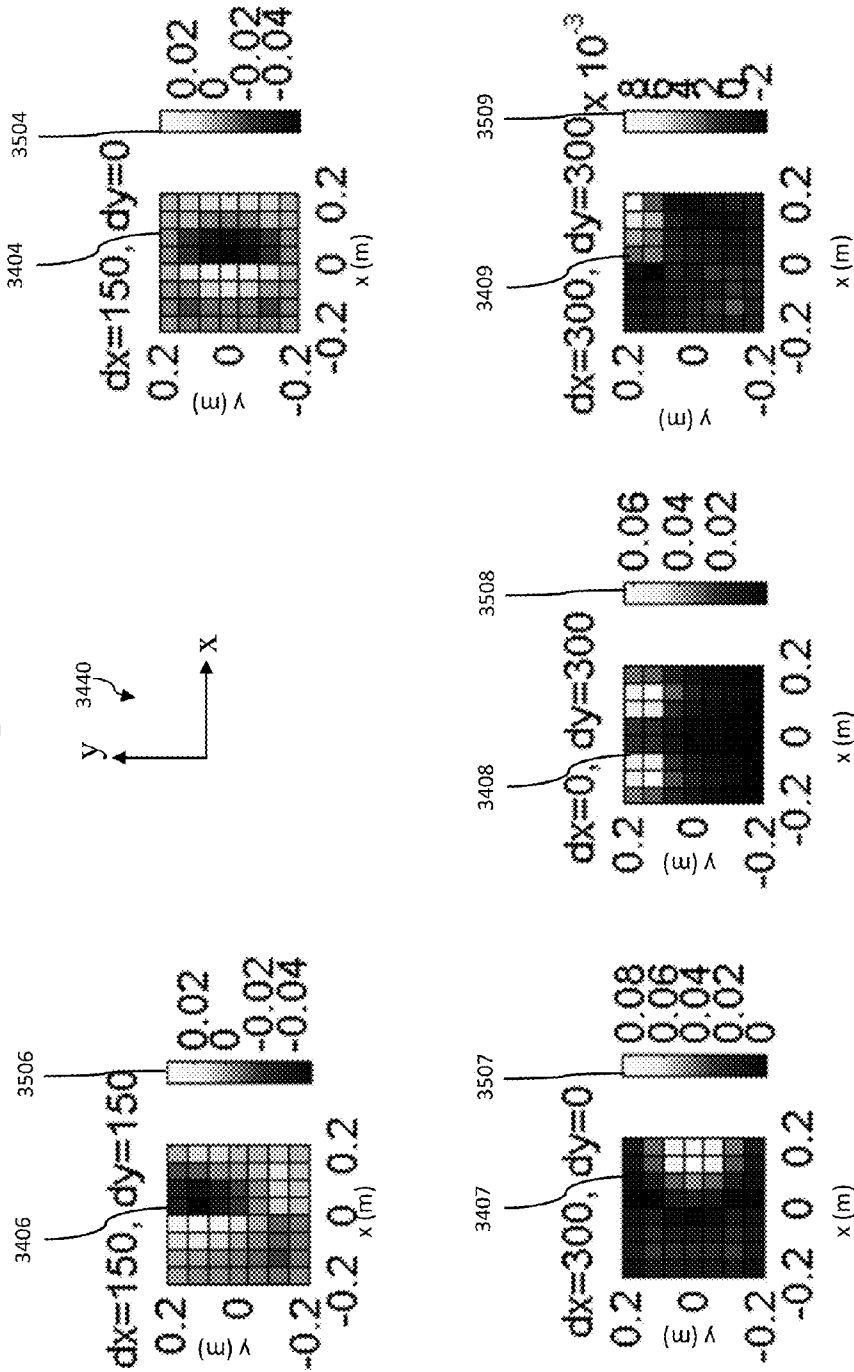 3506
3406
dx=150, dy=150
0.2
0
-0.2
y (m)
-0.2 0 0.2
x (m)
0.02
0
-0.02
-0.04
3440
y
x
3504
3404
dx=150, dy=0
0.2
0
-0.2
y (m)
-0.2 0 0.2
x (m)
0.02
0
-0.02
-0.04
3507
3407
dx=300, dy=0
0.2
0
-0.2
y (m)
-0.2 0 0.2
x (m)
0.08
0.06
0.04
0.02
0
3508
3408
dx=0, dy=300
0.2
0
-0.2
y (m)
-0.2 0 0.2
x (m)
0.06
0.04
0.02
3509
3409
dx=300, dy=300 x 10⁻³
0.2
0
-0.2
y (m)
-0.2 0 0.2
x (m)
8
6
4
2
0
-2